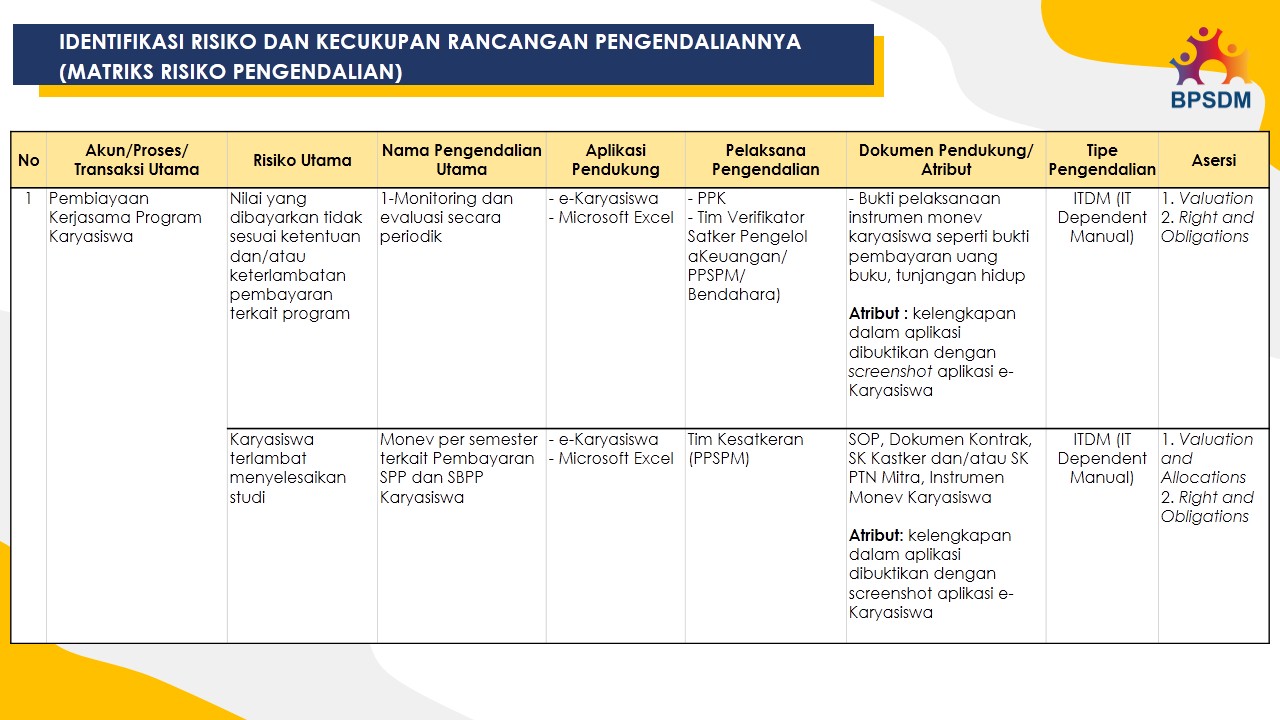 IDENTIFIKASI RISIKO DAN KECUKUPAN RANCANGAN PENGENDALIANNYA
(MATRIKS RISIKO PENGENDALIAN)
BPSDM
No
Akun/Proses/
Transaksi Utama
Risiko Utama
Nama Pengendalian
Utama
Aplikasi
Pendukung
Pelaksana
Pengendalian
Dokumen Pendukung/
Atribut
Tipe
Pengendalian
Asersi
1
Pembiayaan
Kerjasama Program
Karyasiswa
Nilai yang
dibayarkan tidak
sesuai ketentuan
dan/atau
keterlambatan
pembayaran
terkait program
1-Monitoring dan
evaluasi secara
periodik
- e-Karyasiswa
- Microsoft Excel
- PPK
- Tim Verifikator
Satker Pengelol
aKeuangan/
PPSPM/
Bendahara)
- Bukti pelaksanaan
instrumen monev
karyasiswa seperti bukti
pembayaran uang
buku, tunjangan hidup
Atribut : kelengkapan
dalam aplikasi
dibuktikan dengan
screenshot aplikasi e-
Karyasiswa
ITDM (IT
Dependent
Manual)
1. Valuation
2. Right and
Obligations
Karyasiswa
terlambat
menyelesaikan
studi
Monev per semester
terkait Pembayaran
SPP dan SBPP
Karyasiswa
- e-Karyasiswa
- Microsoft Excel
Tim Kesatkeran
(PPSPM)
SOP, Dokumen Kontrak,
SK Kastker dan/atau SK
PTN Mitra, Instrumen
Monev Karyasiswa
Atribut: kelengkapan
dalam aplikasi
dibuktikan dengan
screenshot aplikasi e-
Karyasiswa
ITDM (IT
Dependent
Manual)
1. Valuation
and
Allocations
2. Right and
Obligations